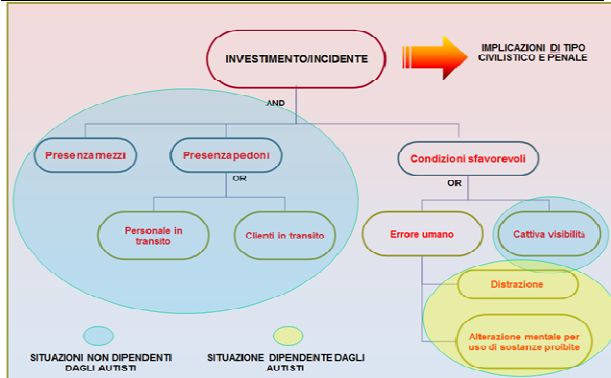 INVESTIMENTO/INCIDENTE
IMPLICAZIONI DI TIPO
CIVILISTICO E PENALE
AND
Presenza mezzi
Presenza pedoni
Condizioni sfavorevoli
OR
OR
Personale in
transito
Clienti in transito
Errore umano
Cattiva visibilità
Distrazione
Alterazione mentale per
uso di sostanze proibite
SITUAZIONI NON DIPENDENTI
DAGLI AUTISTI
SITUAZIONE DIPENDENTE DAGLI
AUTISTI